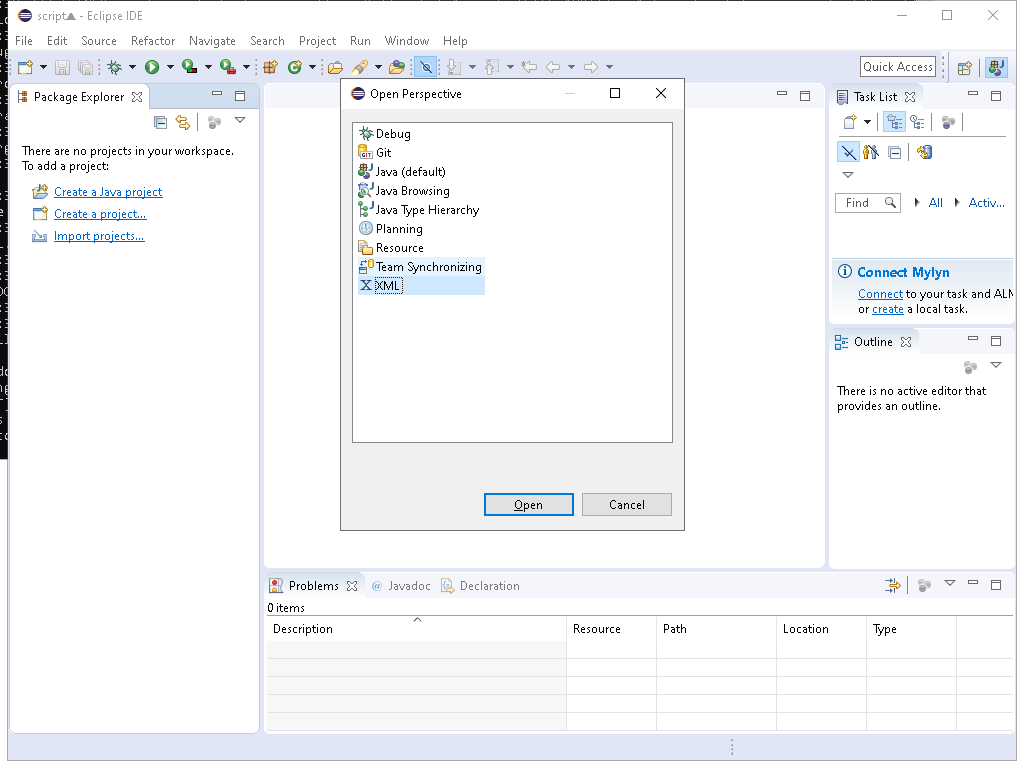 script▲ - Eclipse IDE
File Edit Source Refactor Navigate Search Project Run Window Help
Quick Access
Package Explorer
There are no projects in your workspace.
To add a project:
Create a Java project
Create a project...
Import projects...
Open Perspective
Debug
Git
Java (default)
Java Browsing
Java Type Hierarchy
Planning
Resource
Team Synchronizing
XML
Open Cancel
Task List
Find All Activ...
Connect Mylyn
Connect to your task and ALM
or create a local task.
Outline
There is no active editor that
provides an outline.
Problems @ Javadoc Declaration
0 items
Description Resource Path Location Type